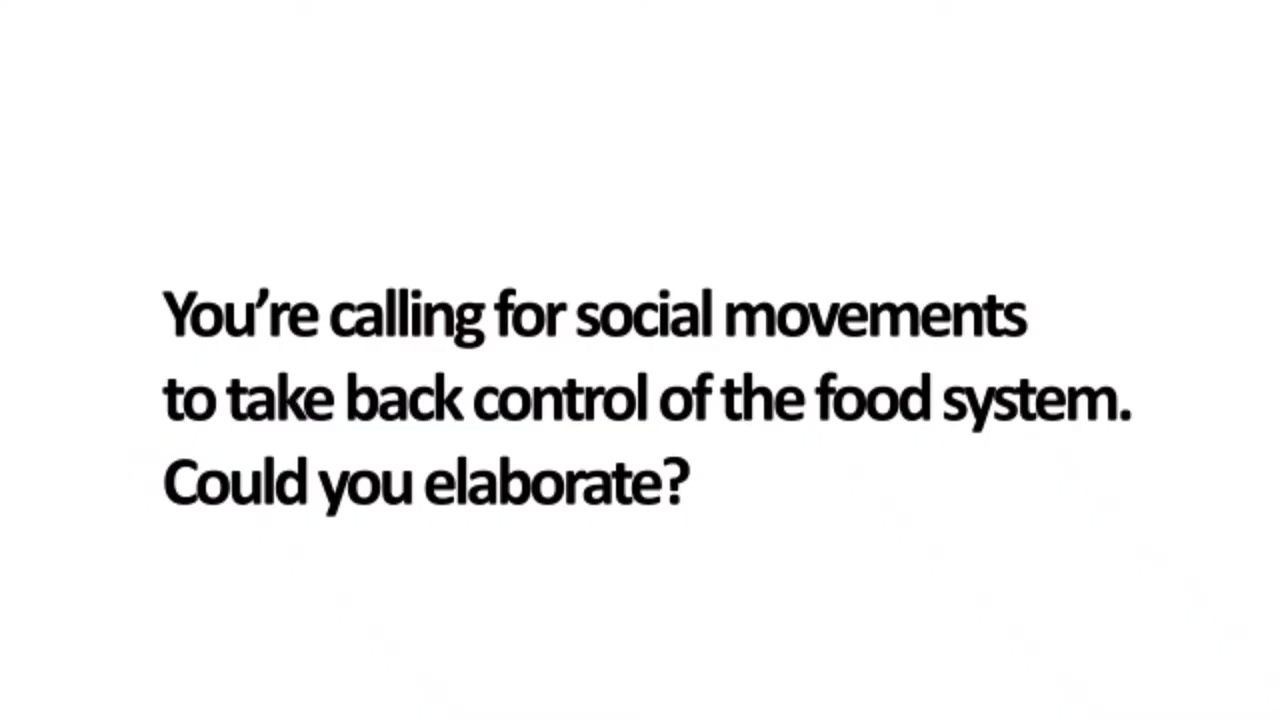 You’re calling for social movements
to take back control of the food system.
Could you elaborate?